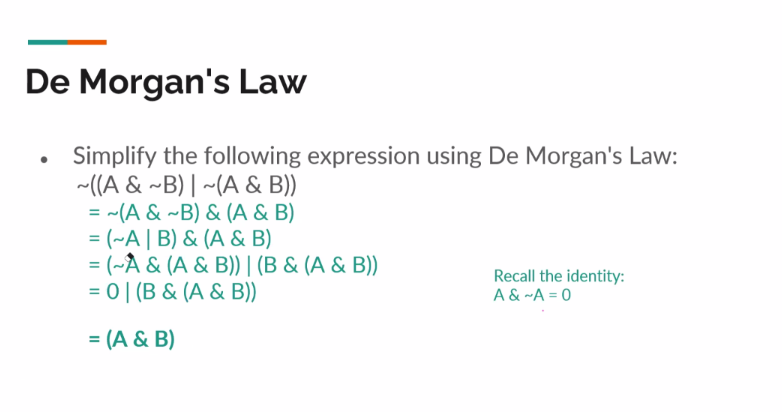 De Morgan's Law
• Simplify the following expression using De Morgan's Law:
~((A & ~B) | ~(A & B))
= ~(A & ~B) & (A & B)
= (~A | B) & (A & B)
= (~A & (A & B)) | (B & (A & B))
= 0 | (B & (A & B))
Recall the identity:
A & ~A = 0
= (A & B)